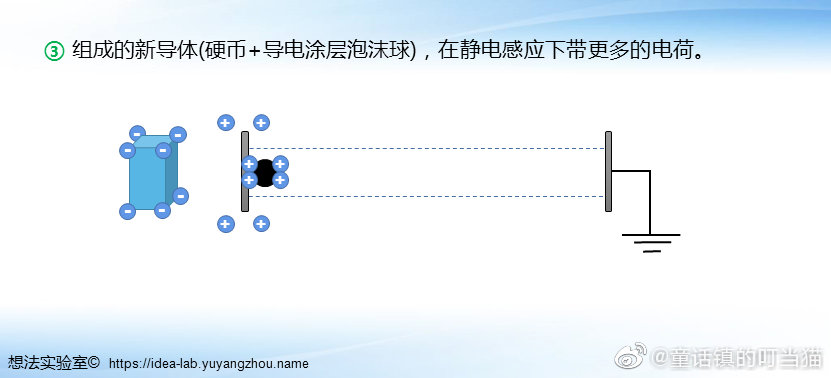 ③ 组成的新导体(硬币+导电涂层泡沫球)，在静电感应下带更多的电荷。
- - - -
- - -
+ +
+ +
+ +
+ +
想法实验室© https://idea-lab.yuyangzhou.name
@童话镇的叮当猫